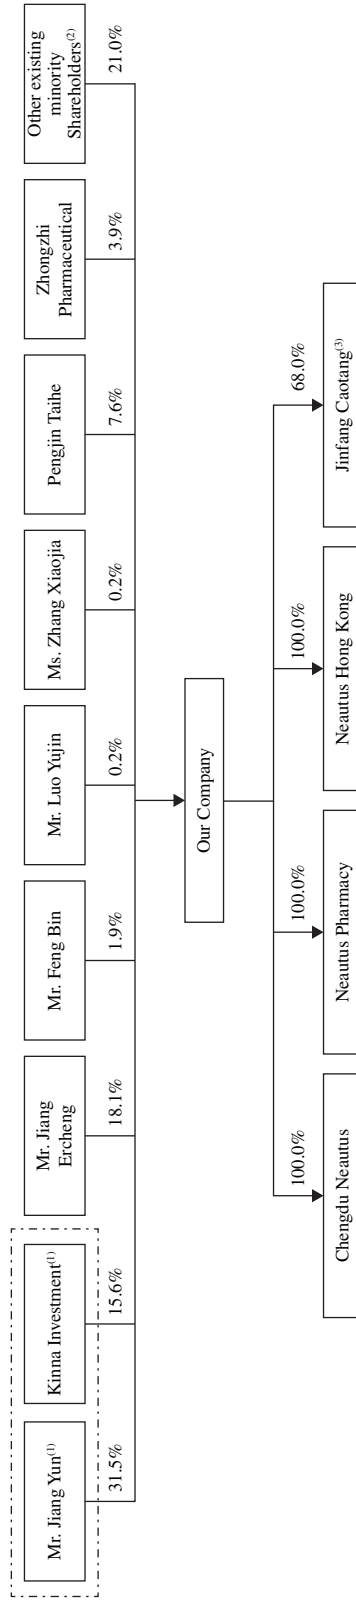 Mr. Jiang Yun(1)
Kinna Investment(1)
Mr. Jiang
Ercheng
Mr. Feng Bin
Mr. Luo Yujin
Ms. Zhang Xiaojia
Pengjin Taihe
Zhongzhi
Pharmaceutical
Other existing
minority
Shareholders(2)
31.5%
15.6%
18.1%
1.9%
0.2%
0.2%
7.6%
3.9%
21.0%
Our Company
100.0%
100.0%
100.0%
68.0%
Chengdu Neautus
Neautus Pharmacy
Neautus Hong Kong
Jinfang Caotang(3)